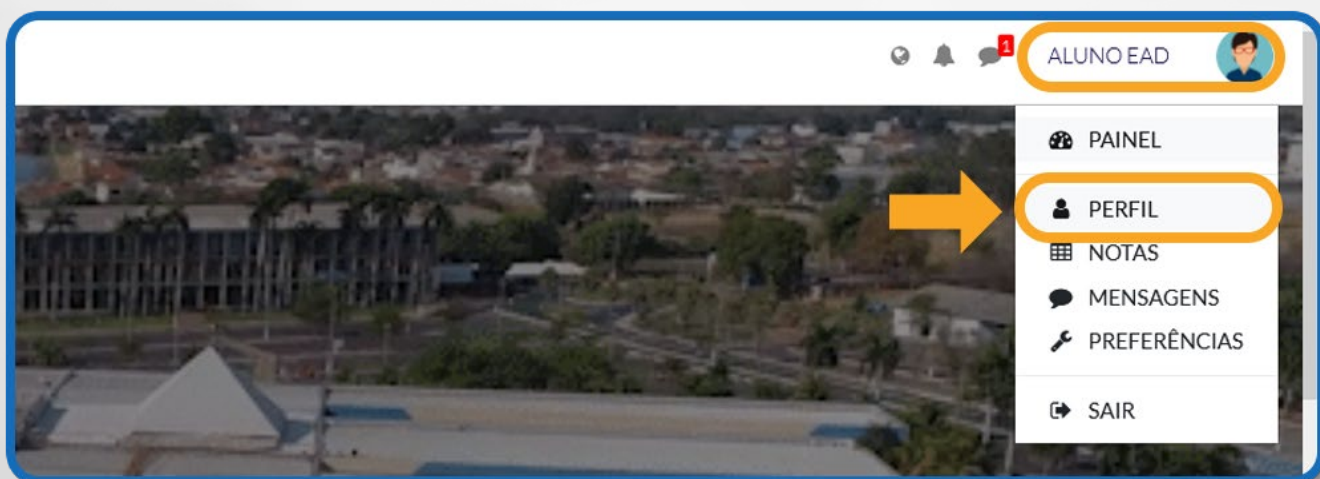 1
ALUNO EAD
PAINEL
PERFIL
NOTAS
MENSAGENS
PREFERÊNCIAS
SAIR